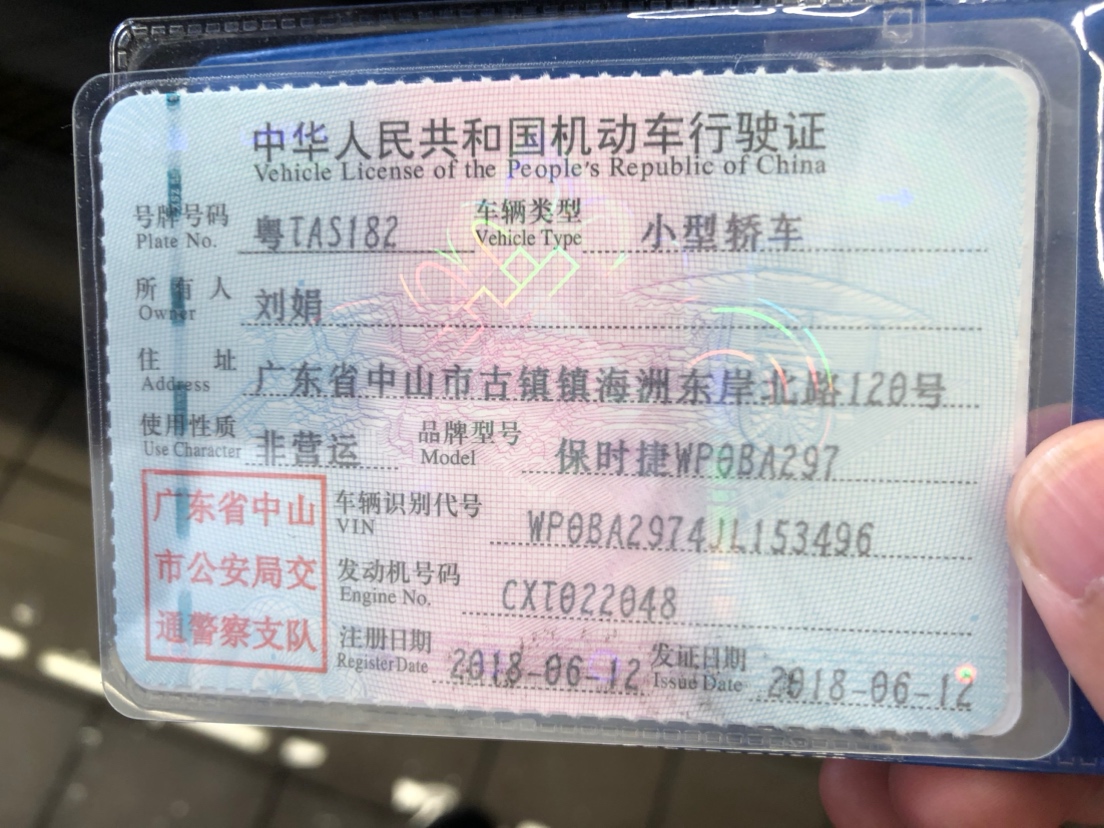 中华人民共和国机动车行驶证
Vehicle License of the People's Republic of China
号牌号码 粤TAS182 车辆类型 小型轿车
Plate No. Vehicle Type
所有人 刘娟
Owner
住址 广东省中山市古镇镇海洲东岸北路120号
Address
使用性质 非营运 品牌型号 保时捷WP0BA297
Use Character Model
广东省中山
市公安局交
通警察支队
车辆识别代号 WP0BA2974JL153496
VIN
发动机号码 CXT022048
Engine No.
注册日期 2018-06-12 发证日期 2018-06-12
Register Date Issue Date